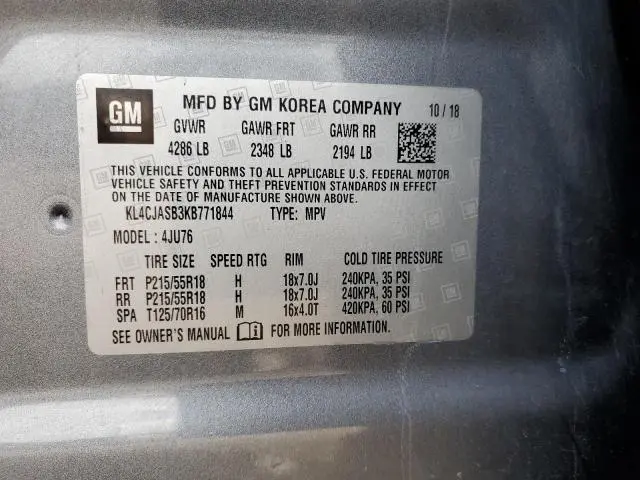 GM
MFD BY GM KOREA COMPANY 10 / 18
GVWR GAWR FRT GAWR RR
4286 LB 2348 LB 2194 LB
THIS VEHICLE CONFORMS TO ALL APPLICABLE U.S. FEDERAL MOTOR
VEHICLE SAFETY AND THEFT PREVENTION STANDARDS IN EFFECT
ON THE DATE OF MANUFACTURE SHOWN ABOVE.
KL4CJASB3KB771844 TYPE: MPV
MODEL : 4JU76
TIRE SIZE SPEED RTG RIM COLD TIRE PRESSURE
FRT P215/55R18 H 18x7.0J 240KPA, 35 PSI
RR P215/55R18 H 18x7.0J 240KPA, 35 PSI
SPA T125/70R16 M 16x4.0T 420KPA, 60 PSI
SEE OWNER'S MANUAL FOR MORE INFORMATION.